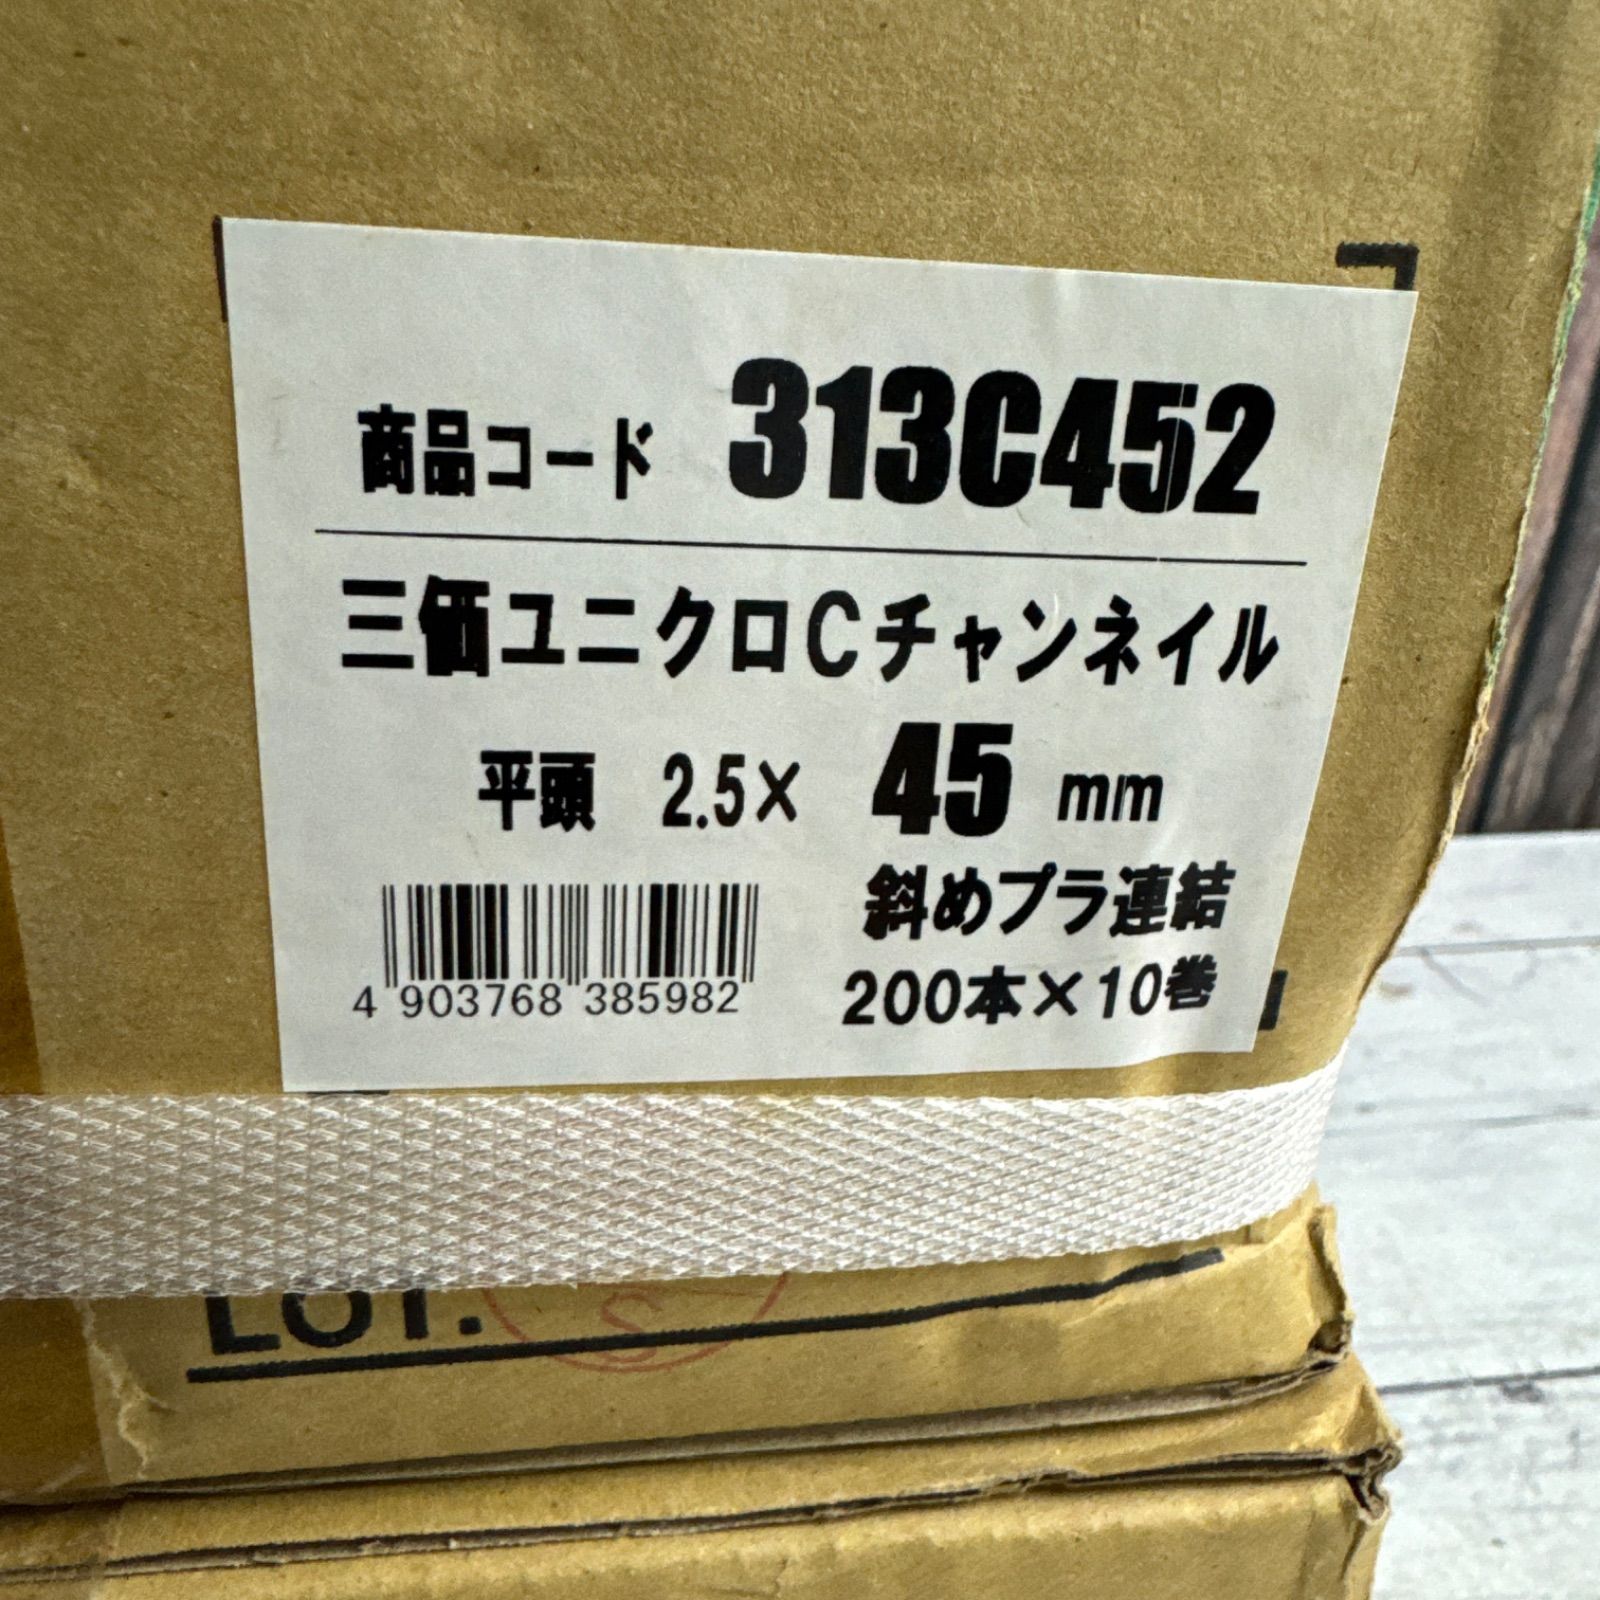 商品コード 313C452
三価ユニクロCチャンネイル
平頭 2.5× 45 mm
斜めプラ連結
200本×10巻
4 903768 385982
LOT.
S